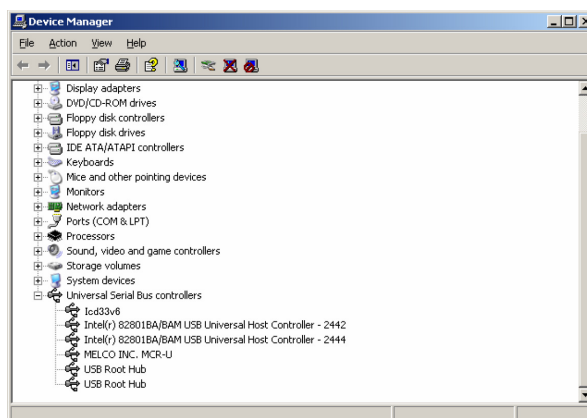 Device Manager
File Action View Help
Display adapters
DVD/CD-ROM drives
Floppy disk controllers
Floppy disk drives
IDE ATA/ATAPI controllers
Keyboards
Mice and other pointing devices
Monitors
Network adapters
Ports (COM & LPT)
Processors
Sound, video and game controllers
Storage volumes
System devices
Universal Serial Bus controllers
Icd33v6
Intel(r) 82801BA/BAM USB Universal Host Controller - 2442
Intel(r) 82801BA/BAM USB Universal Host Controller - 2444
MELCO INC. MCR-U
USB Root Hub
USB Root Hub